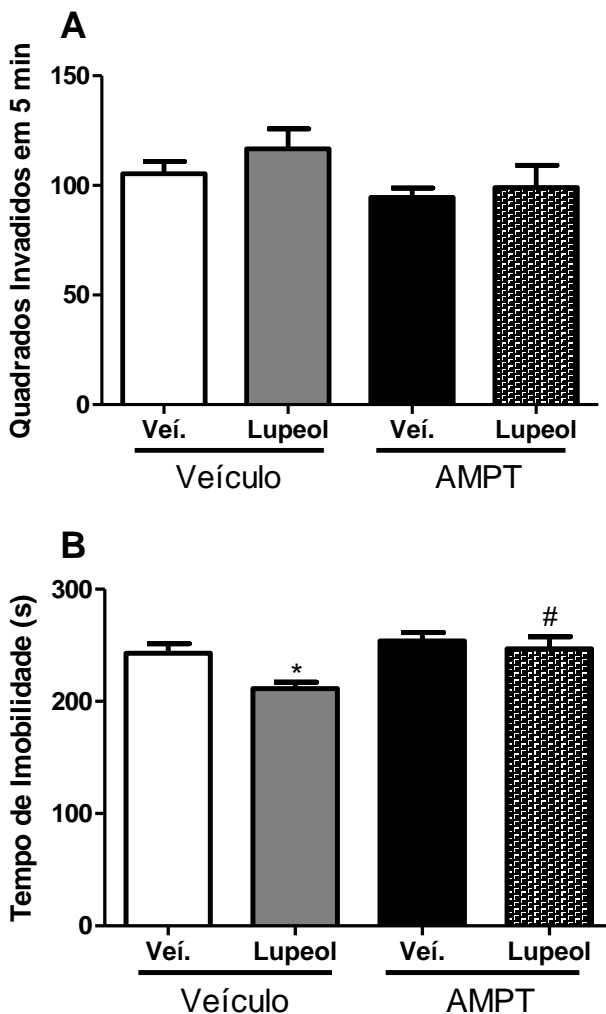 A
Quadrados Invadidos em 5 min
150
100
50
0
Veí. Lupeol Veí. Lupeol
Veículo AMPT
B
Tempo de Imobilidade (s)
300
200
100
0
*
#
Veí. Lupeol Veí. Lupeol
Veículo AMPT